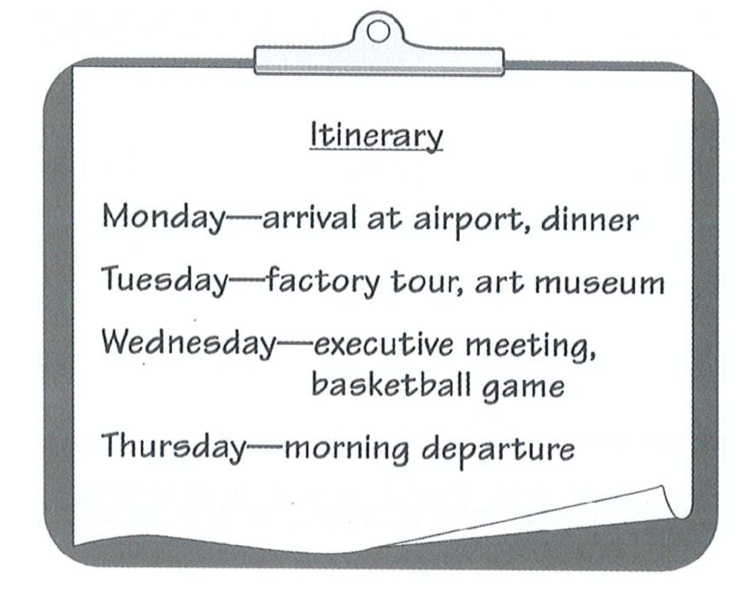 Itinerary
Monday—arrival at airport, dinner
Tuesday—factory tour, art museum
Wednesday—executive meeting,
basketball game
Thursday—morning departure